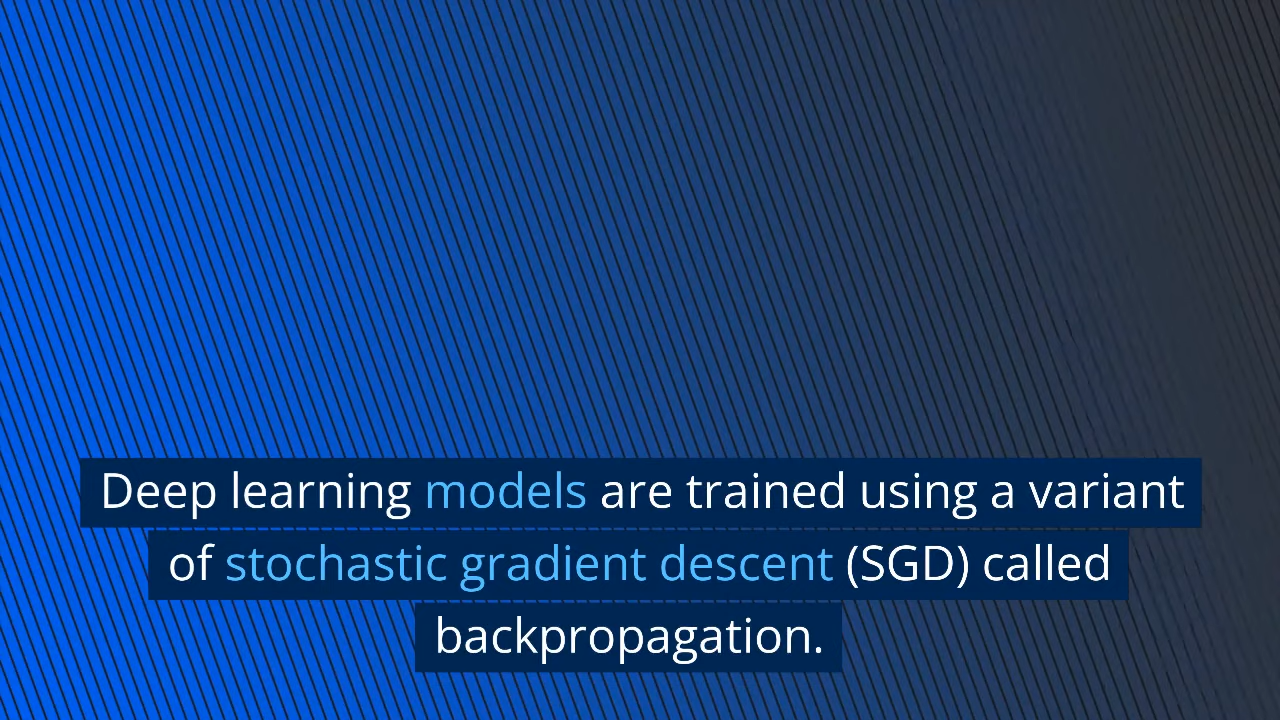 Deep learning models are trained using a variant
of stochastic gradient descent (SGD) called
backpropagation.